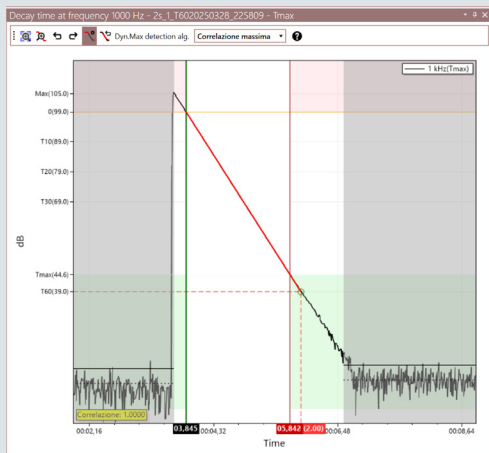 Decay time at frequency 1000 Hz - 2s_1_T6020250328_225809 - Tmax
Dyn.Max detection alg. Correlazione massima
1 kHz(Tmax)
Max(105.0)
0(99.0)
T10(89.0)
T20(79.0)
T30(69.0)
dB
Tmax(44.6)
T60(39.0)
Correlazione: 1,0000
00:02,16
03,845
00:04,32
05,842 (2.00)
00:06,48
00:08,64
Time